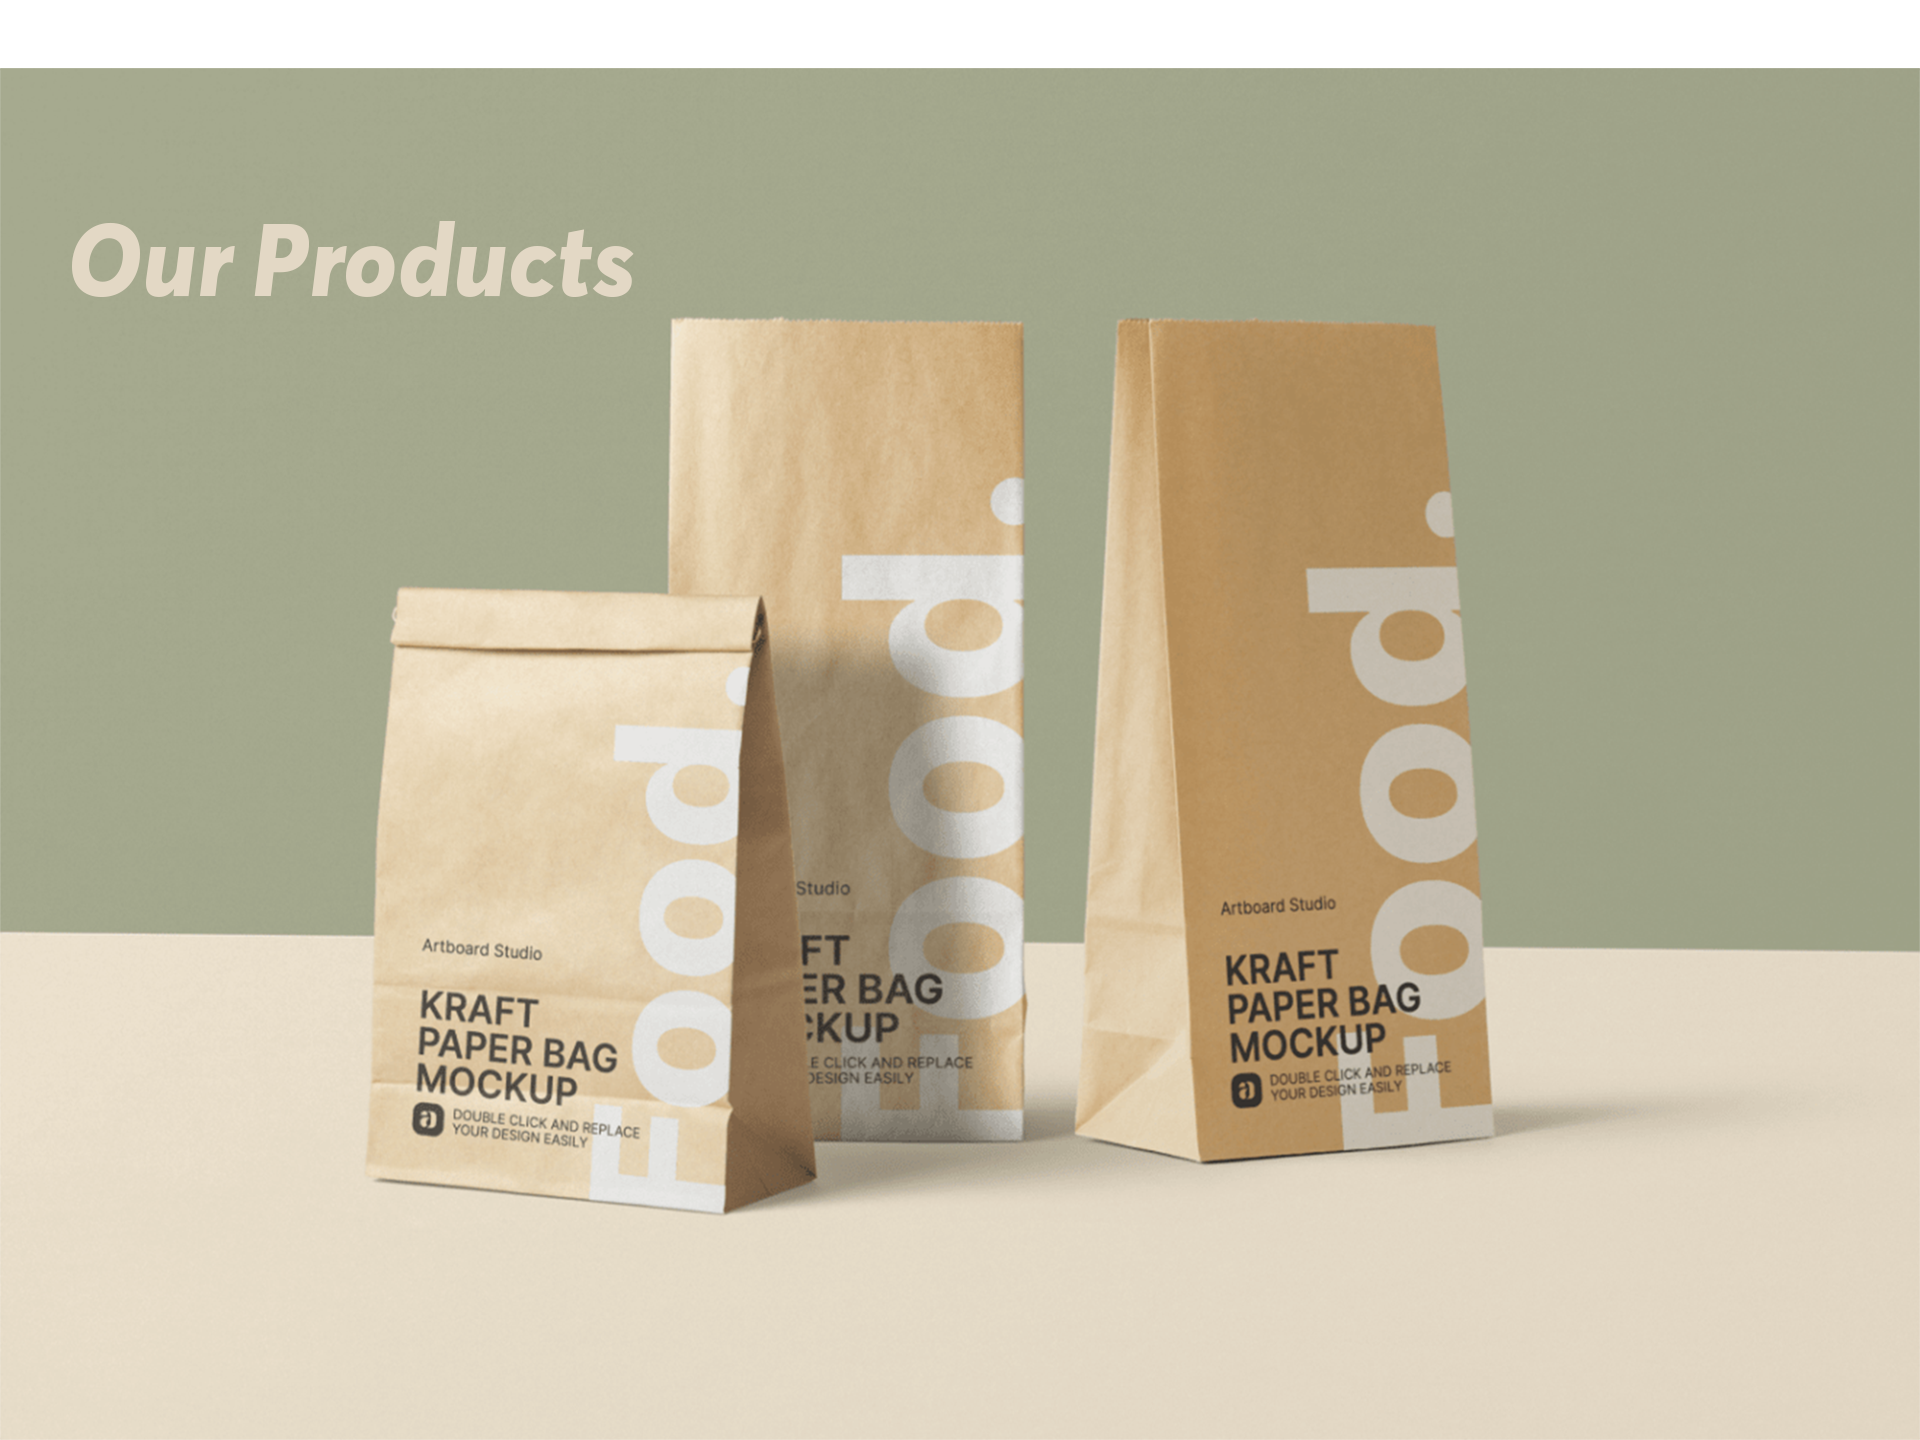 Our Products
Food.
Artboard Studio
KRAFT
PAPER BAG
MOCKUP
DOUBLE CLICK AND REPLACE
YOUR DESIGN EASILY
Food.
Studio
FT
ER BAG
CKUP
E CLICK AND REPLACE
DESIGN EASILY
Food.
Artboard Studio
KRAFT
PAPER BAG
MOCKUP
DOUBLE CLICK AND REPLACE
YOUR DESIGN EASILY